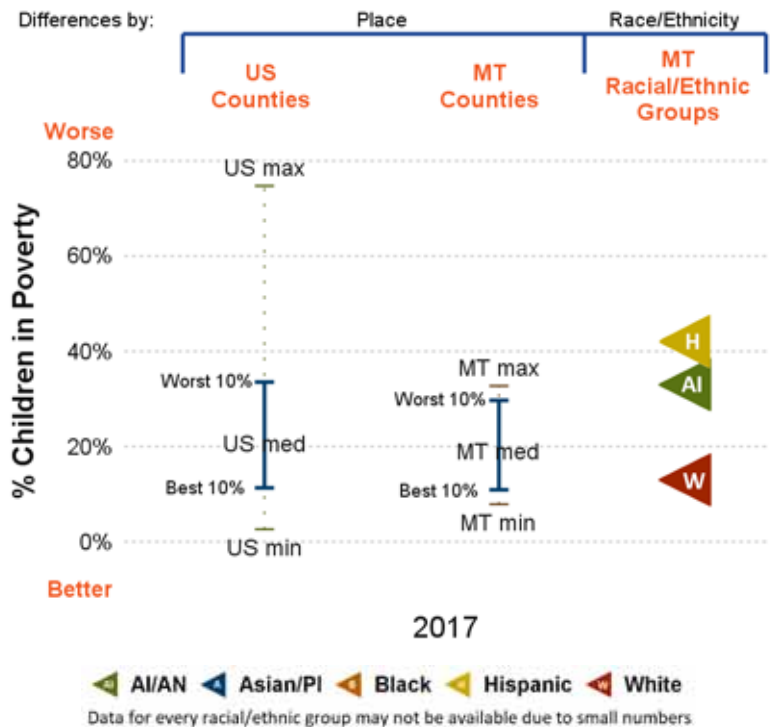 Differences by:
Place
Race/Ethnicity
US
Counties
MT
Counties
MT
Racial/Ethnic
Groups
Worse
80%
60%
40%
20%
0%
Better
% Children in Poverty
US max
Worst 10%
US med
Best 10%
US min
MT max
Worst 10%
MT med
Best 10%
MT min
H
AI
W
2017
AI AI/AN A Asian/PI B Black H Hispanic W White
Data for every racial/ethnic group may not be available due to small numbers